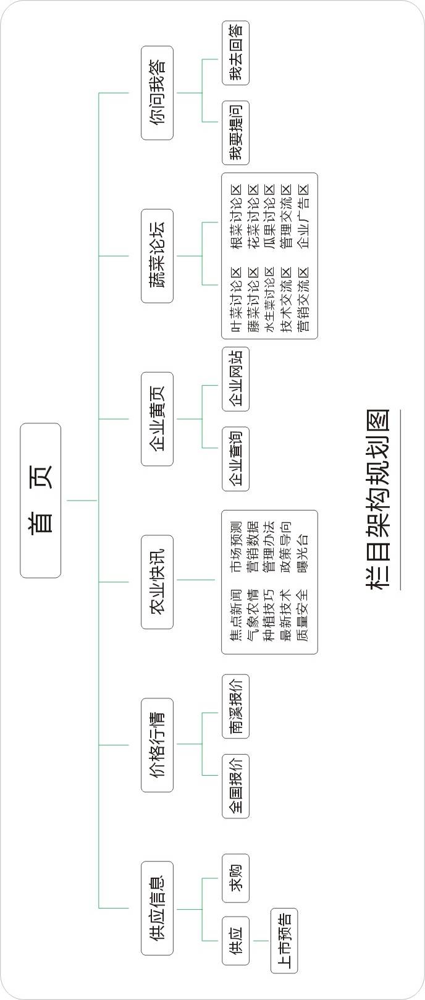 首 页
供应信息
价格行情
农业快讯
企业黄页
蔬菜论坛
你问我答
供应
求购
全国报价
南溪报价
焦点新闻 市场预测
气象农情 营销数据
种植技巧 管理办法
最新技术 政策导向
质量安全 曝光台
企业查询
企业网站
叶菜讨论区 根菜讨论区
藤菜讨论区 花菜讨论区
水生菜讨论区 瓜果讨论区
技术交流区 管理交流区
营销交流区 企业广告区
我要提问
我去回答
上市预告
栏目架构规划图